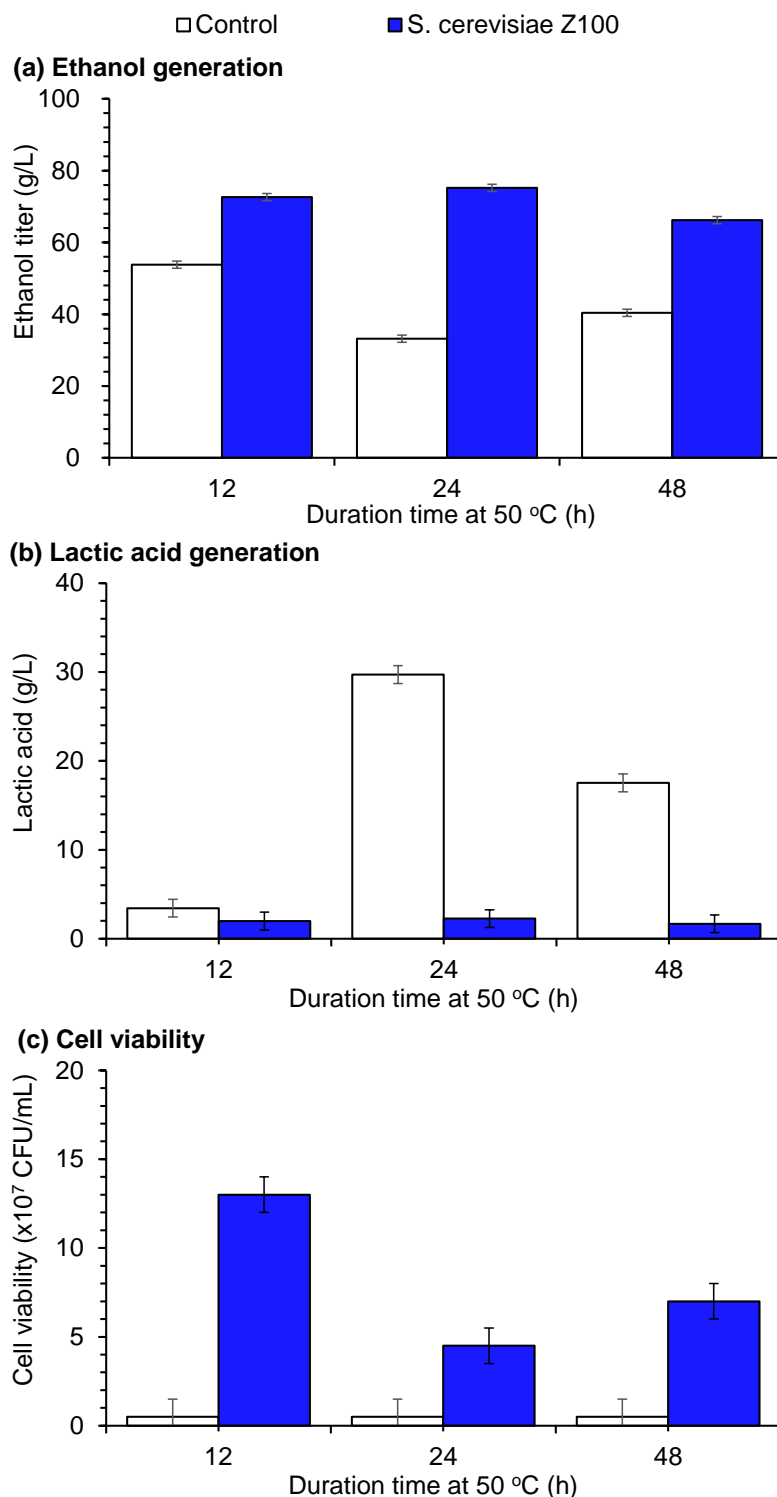 Control S. cerevisiae Z100
(a) Ethanol generation
100
80
60
40
20
0
Ethanol titer (g/L)
12 24 48
Duration time at 50 ºC (h)
(b) Lactic acid generation
40
30
20
10
0
Lactic acid (g/L)
12 24 48
Duration time at 50 ºC (h)
(c) Cell viability
20
15
10
5
0
Cell viability (x10⁷ CFU/mL)
12 24 48
Duration time at 50 ºC (h)